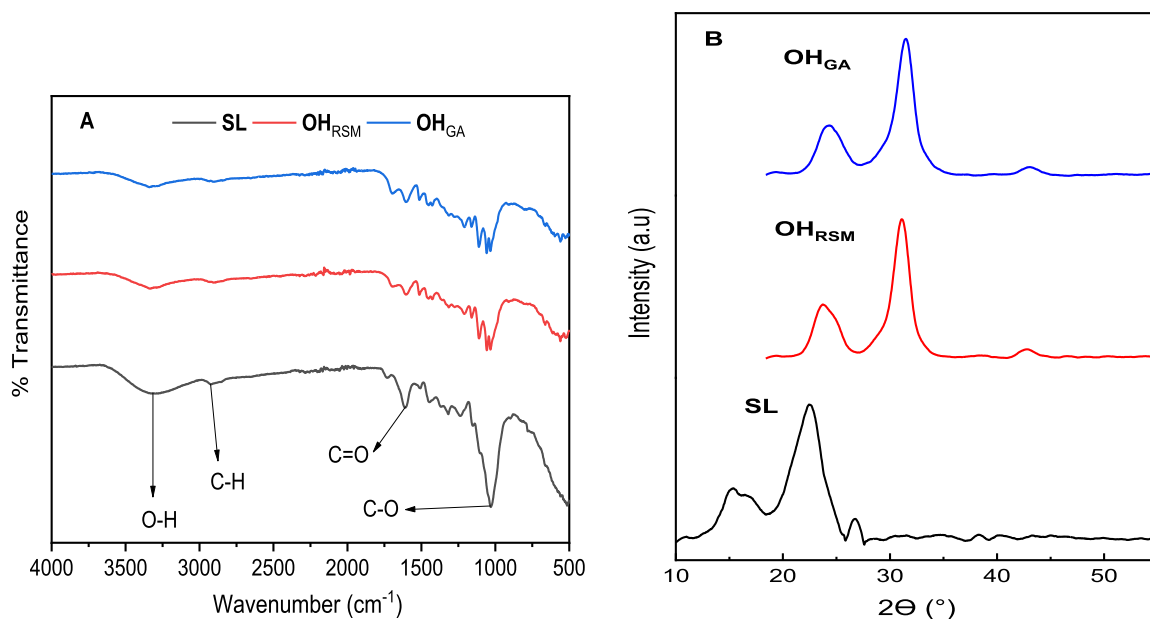 A
SL OH_RSM OH_GA
% Transmittance
O-H
C-H
C=O
C-O
4000 3500 3000 2500 2000 1500 1000 500
Wavenumber (cm⁻¹)
B
OH_GA
OH_RSM
SL
Intensity (a.u)
10 20 30 40 50
2Ɵ (°)